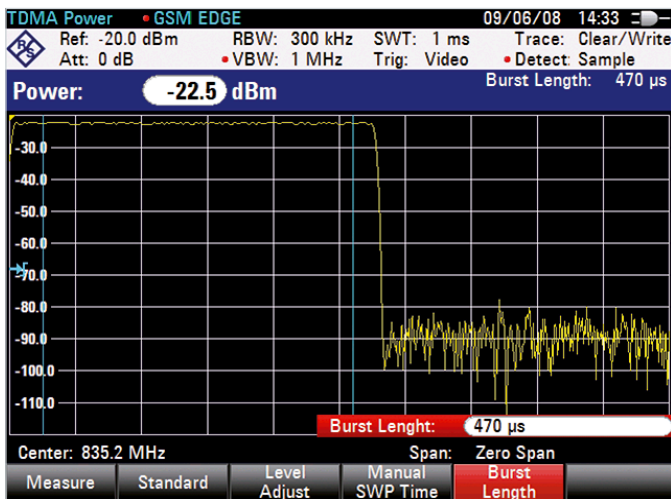 TDMA Power • GSM EDGE 09/06/08 14:33
R&S Ref: -20.0 dBm RBW: 300 kHz SWT: 1 ms Trace: Clear/Write
Att: 0 dB • VBW: 1 MHz Trig: Video • Detect: Sample
Power: -22.5 dBm Burst Length: 470 µs
-30.0
-40.0
-50.0
-60.0
-70.0
-80.0
-90.0
-100.0
-110.0
Burst Lenght: 470 µs
Center: 835.2 MHz Span: Zero Span
Measure Standard Level Adjust Manual SWP Time Burst Length